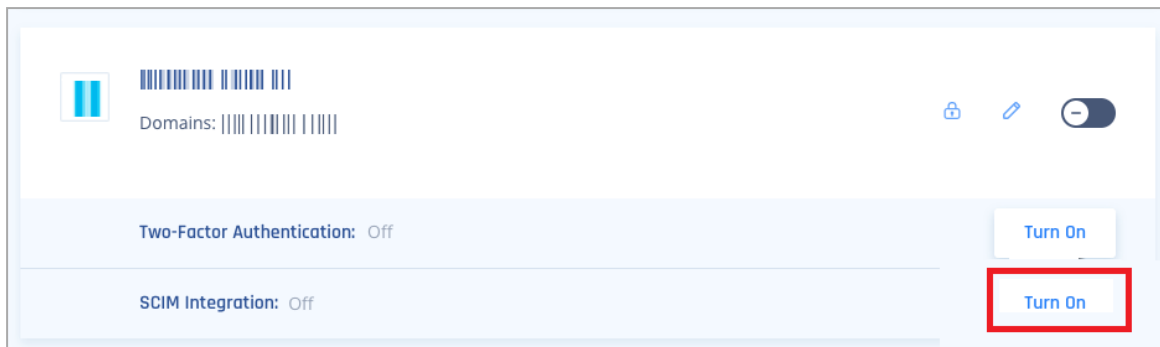 Domains:
Two-Factor Authentication: Off
Turn On
SCIM Integration: Off
Turn On